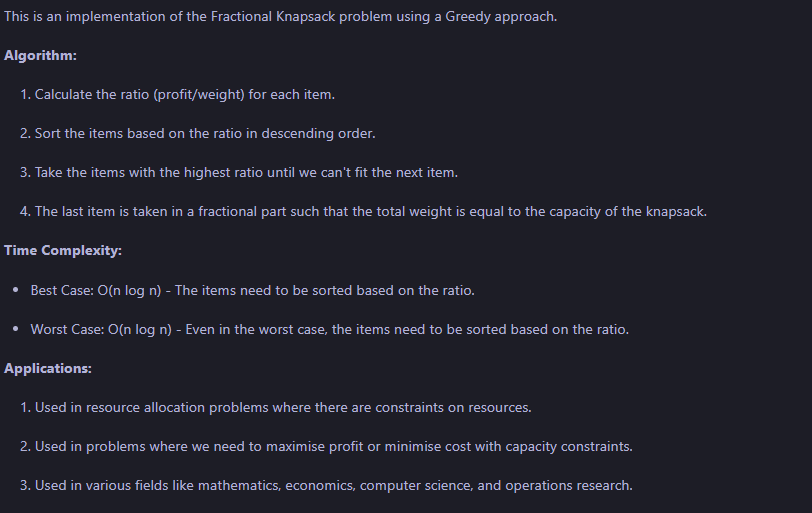 This is an implementation of the Fractional Knapsack problem using a Greedy approach.
Algorithm:
1. Calculate the ratio (profit/weight) for each item.
2. Sort the items based on the ratio in descending order.
3. Take the items with the highest ratio until we can't fit the next item.
4. The last item is taken in a fractional part such that the total weight is equal to the capacity of the knapsack.
Time Complexity:
• Best Case: O(n log n) - The items need to be sorted based on the ratio.
• Worst Case: O(n log n) - Even in the worst case, the items need to be sorted based on the ratio.
Applications:
1. Used in resource allocation problems where there are constraints on resources.
2. Used in problems where we need to maximise profit or minimise cost with capacity constraints.
3. Used in various fields like mathematics, economics, computer science, and operations research.